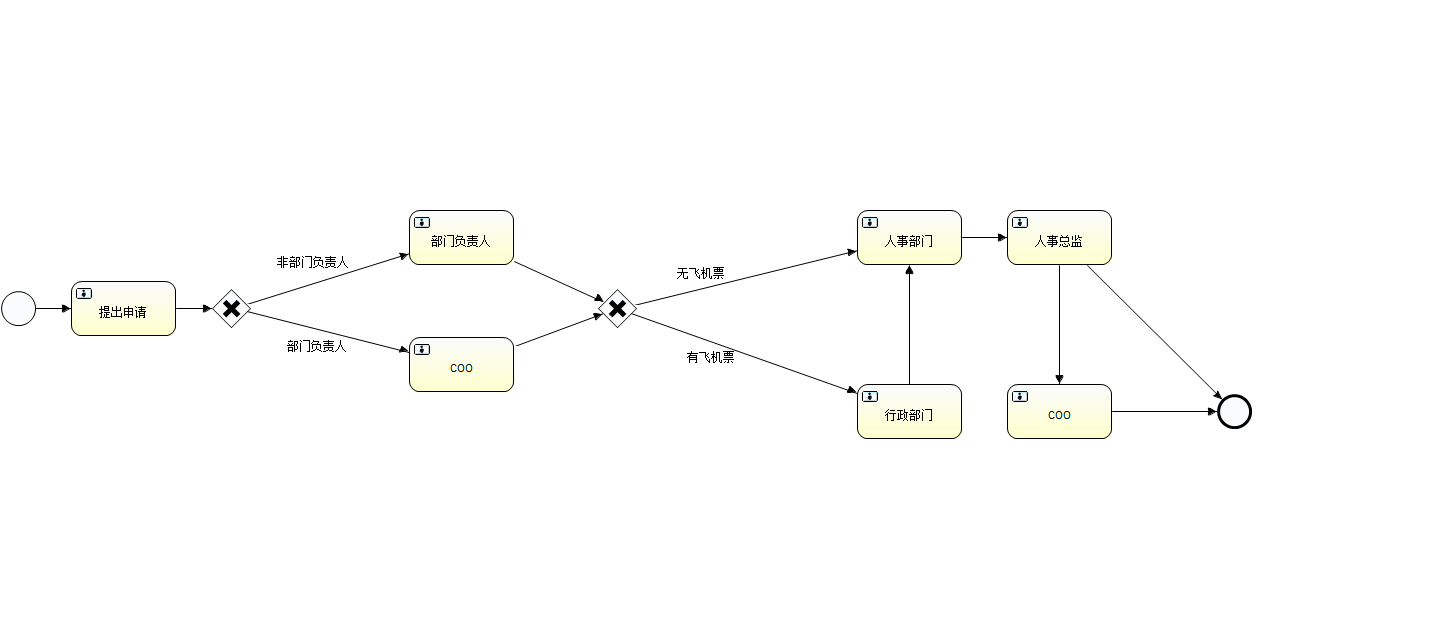 提出申请
非部门负责人
部门负责人
部门负责人
coo
无飞机票
有飞机票
人事部门
人事总监
行政部门
coo